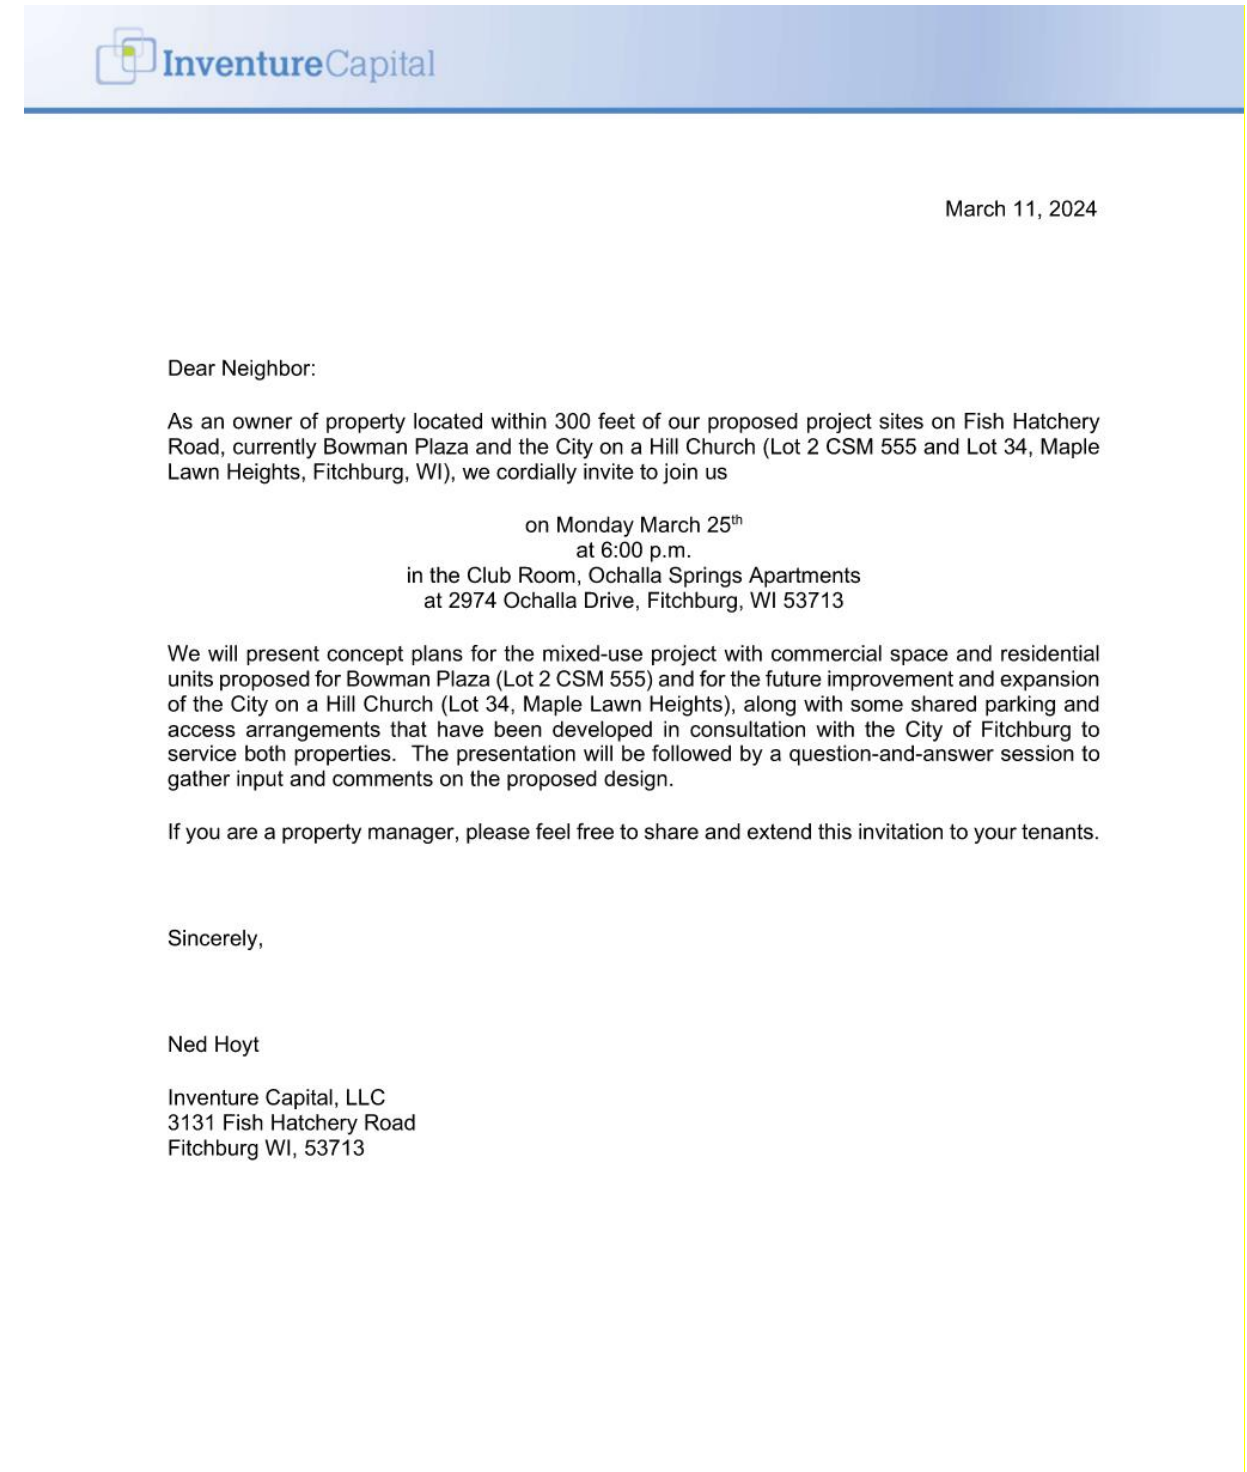 InventureCapital
March 11, 2024
Dear Neighbor:
As an owner of property located within 300 feet of our proposed project sites on Fish Hatchery
Road, currently Bowman Plaza and the City on a Hill Church (Lot 2 CSM 555 and Lot 34, Maple
Lawn Heights, Fitchburg, WI), we cordially invite to join us
on Monday March 25th
at 6:00 p.m.
in the Club Room, Ochalla Springs Apartments
at 2974 Ochalla Drive, Fitchburg, WI 53713
We will present concept plans for the mixed-use project with commercial space and residential
units proposed for Bowman Plaza (Lot 2 CSM 555) and for the future improvement and expansion
of the City on a Hill Church (Lot 34, Maple Lawn Heights), along with some shared parking and
access arrangements that have been developed in consultation with the City of Fitchburg to
service both properties.  The presentation will be followed by a question-and-answer session to
gather input and comments on the proposed design.
If you are a property manager, please feel free to share and extend this invitation to your tenants.
Sincerely,
Ned Hoyt
Inventure Capital, LLC
3131 Fish Hatchery Road
Fitchburg WI, 53713